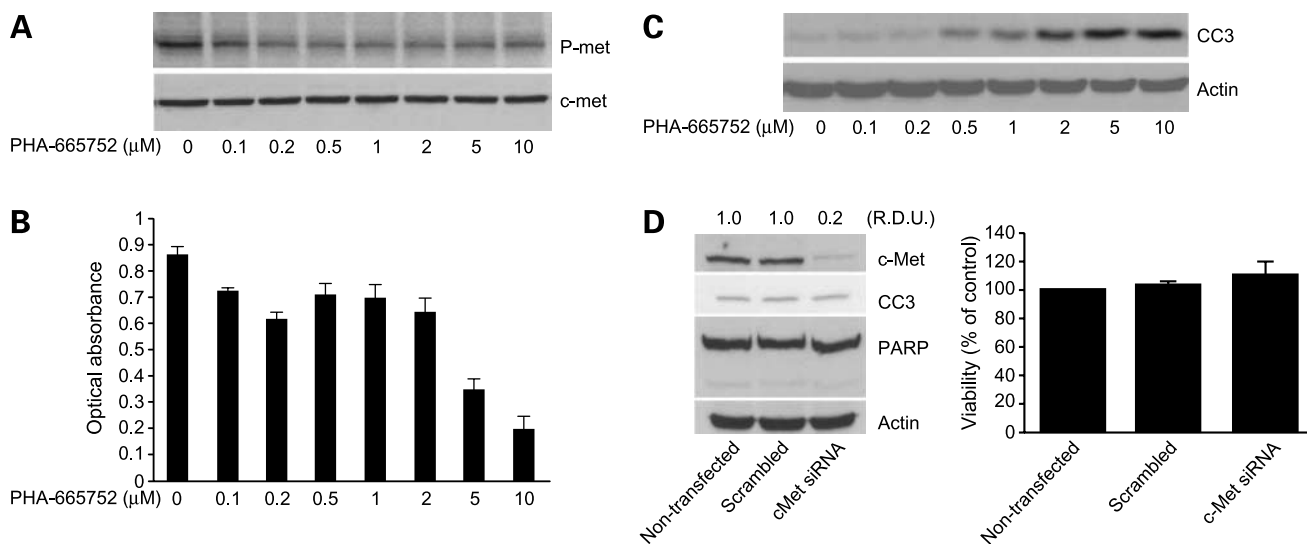 A
P-met
c-met
PHA-665752 (µM) 0 0.1 0.2 0.5 1 2 5 10
B
Optical absorbance
1
0.9
0.8
0.7
0.6
0.5
0.4
0.3
0.2
0.1
0
PHA-665752 (µM) 0 0.1 0.2 0.5 1 2 5 10
C
CC3
Actin
PHA-665752 (µM) 0 0.1 0.2 0.5 1 2 5 10
D
1.0 1.0 0.2 (R.D.U.)
c-Met
CC3
PARP
Actin
Non-transfected
Scrambled
cMet siRNA
Viability (% of control)
140
120
100
80
60
40
20
0
Non-transfected
Scrambled
c-Met siRNA